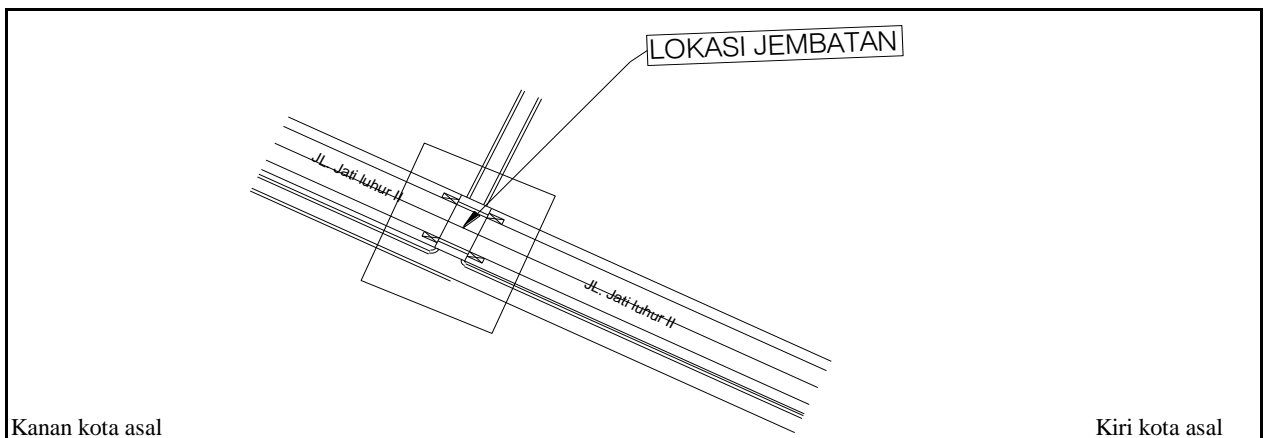 LOKASI JEMBATAN
JL. Jati luhur II
JL. Jati luhur II
Kanan kota asal
Kiri kota asal